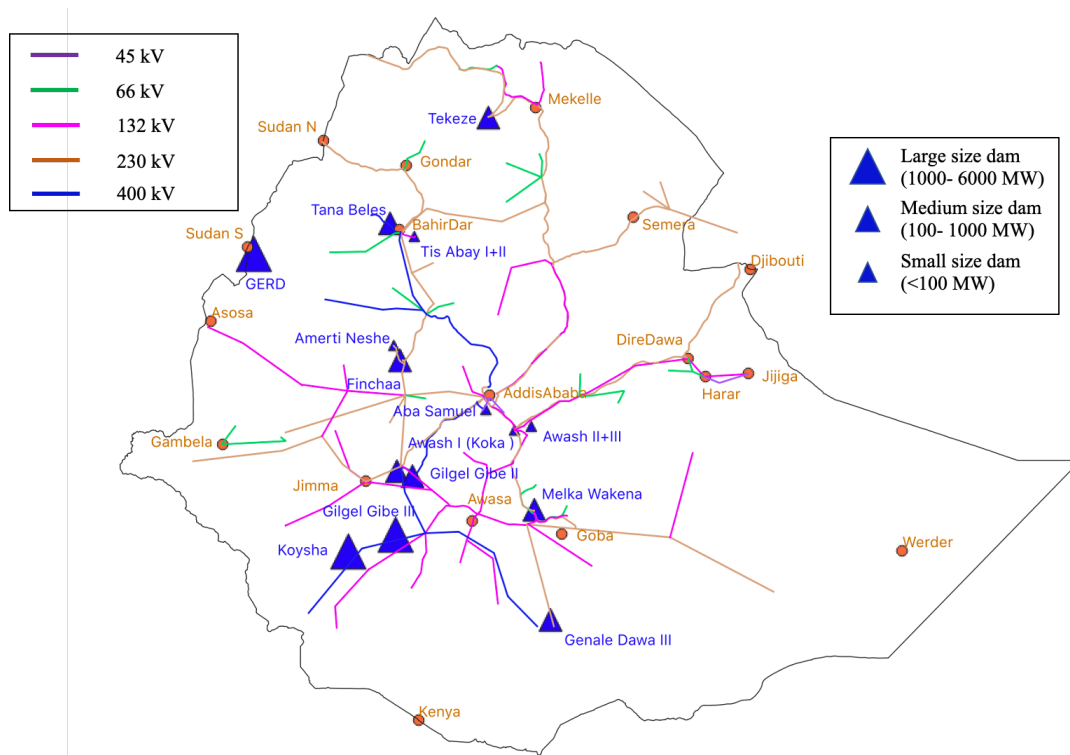 45 kV
66 kV
132 kV
230 kV
400 kV
Large size dam
(1000- 6000 MW)
Medium size dam
(100- 1000 MW)
Small size dam
(<100 MW)
Mekelle
Tekeze
Sudan N
Gondar
Tana Beles
BahirDar
Semera
Sudan S
Tis Abay I+II
Djibouti
GERD
Asosa
Amerti Neshe
DireDawa
Finchaa
Jijiga
Harar
AddisAbaba
Aba Samuel
Awash II+III
Awash I (Koka )
Gambela
Gilgel Gibe II
Jimma
Melka Wakena
Awasa
Gilgel Gibe III
Goba
Werder
Koysha
Genale Dawa III
Kenya